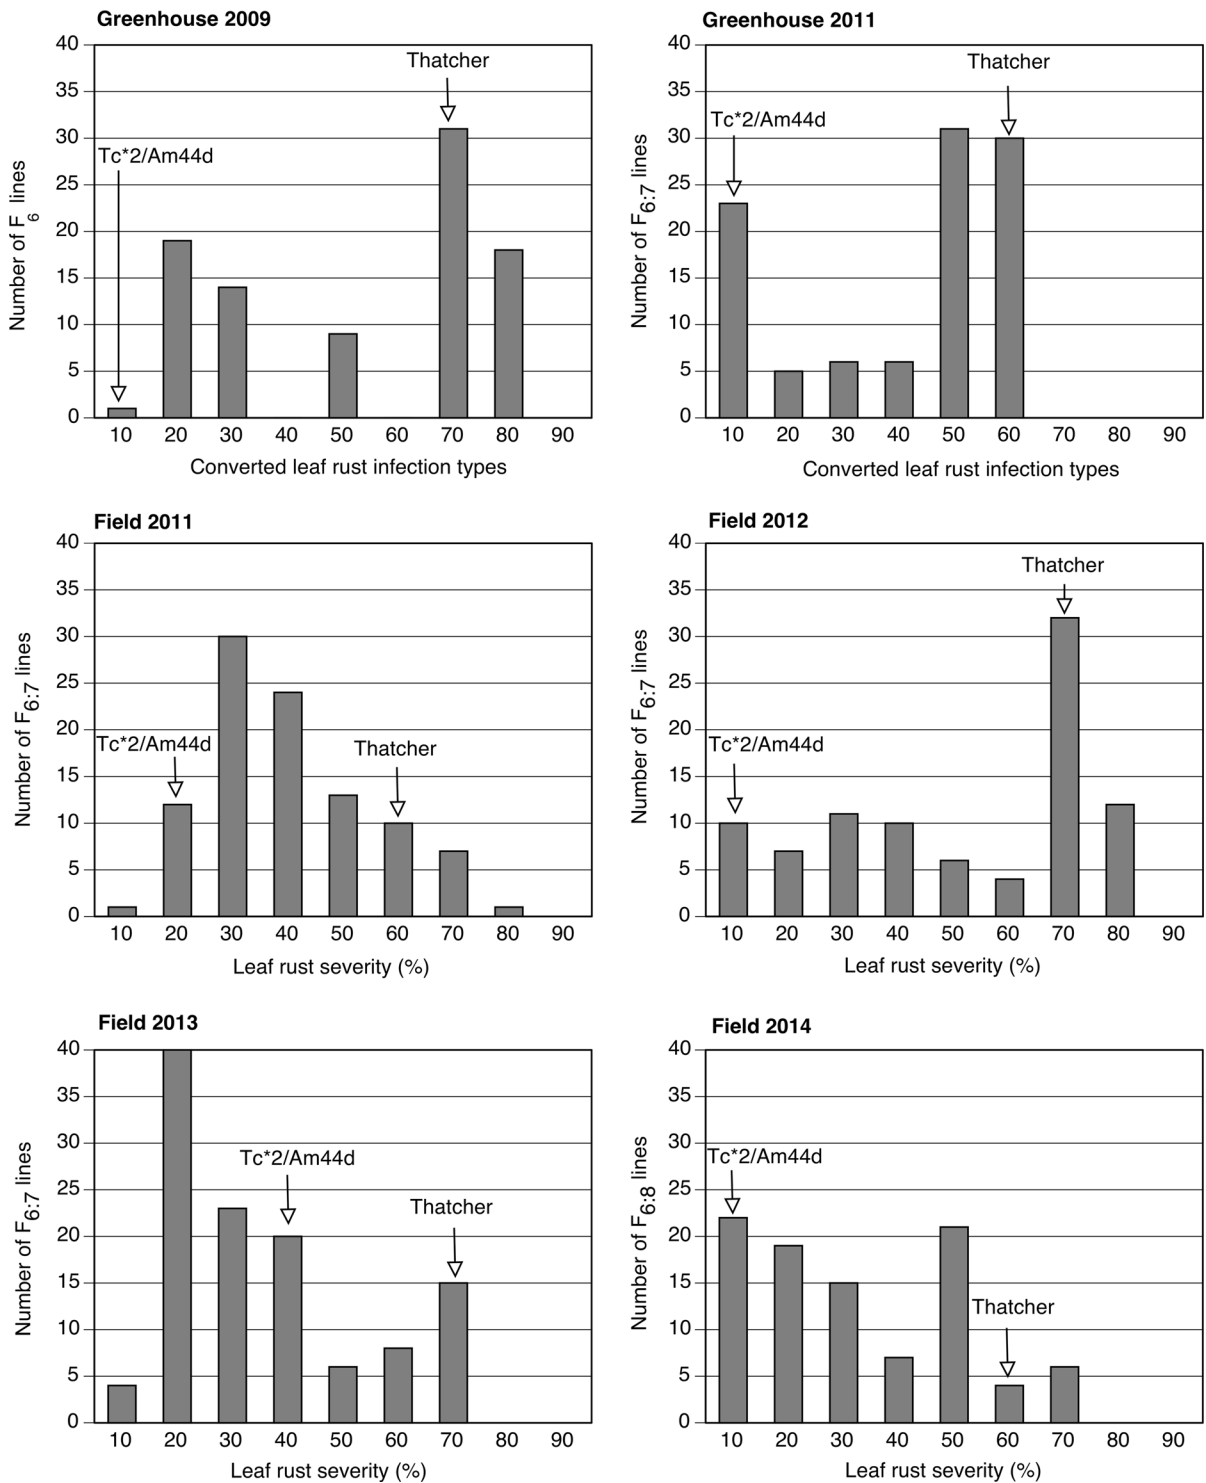 Greenhouse 2009
Number of F6 lines
40
35
30
25
20
15
10
5
0
Thatcher
Tc*2/Am44d
10 20 30 40 50 60 70 80 90
Converted leaf rust infection types
Greenhouse 2011
Number of F6:7 lines
40
35
30
25
20
15
10
5
0
Thatcher
Tc*2/Am44d
10 20 30 40 50 60 70 80 90
Converted leaf rust infection types
Field 2011
Number of F6:7 lines
40
35
30
25
20
15
10
5
0
Tc*2/Am44d
Thatcher
10 20 30 40 50 60 70 80 90
Leaf rust severity (%)
Field 2012
Number of F6:7 lines
40
35
30
25
20
15
10
5
0
Thatcher
Tc*2/Am44d
10 20 30 40 50 60 70 80 90
Leaf rust severity (%)
Field 2013
Number of F6:7 lines
40
35
30
25
20
15
10
5
0
Tc*2/Am44d
Thatcher
10 20 30 40 50 60 70 80 90
Leaf rust severity (%)
Field 2014
Number of F6:8 lines
40
35
30
25
20
15
10
5
0
Tc*2/Am44d
Thatcher
10 20 30 40 50 60 70 80 90
Leaf rust severity (%)